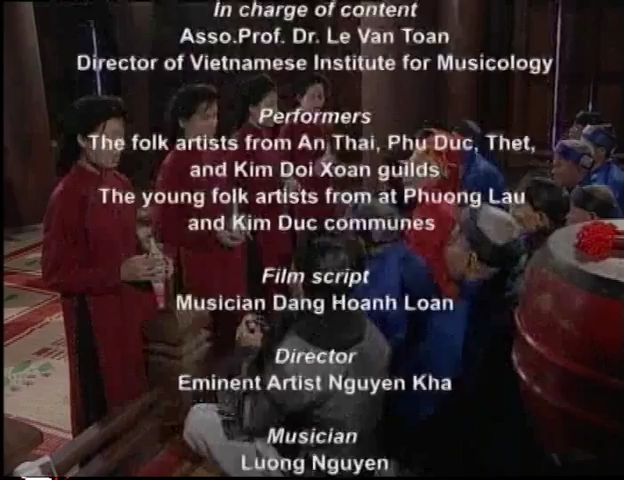 In charge of content
Asso.Prof. Dr. Le Van Toan
Director of Vietnamese Institute for Musicology
Performers
The folk artists from An Thai, Phu Duc, Thet,
and Kim Doi Xoan guilds
The young folk artists from at Phuong Lau
and Kim Duc communes
Film script
Musician Dang Hoanh Loan
Director
Eminent Artist Nguyen Kha
Musician
Luong Nguyen